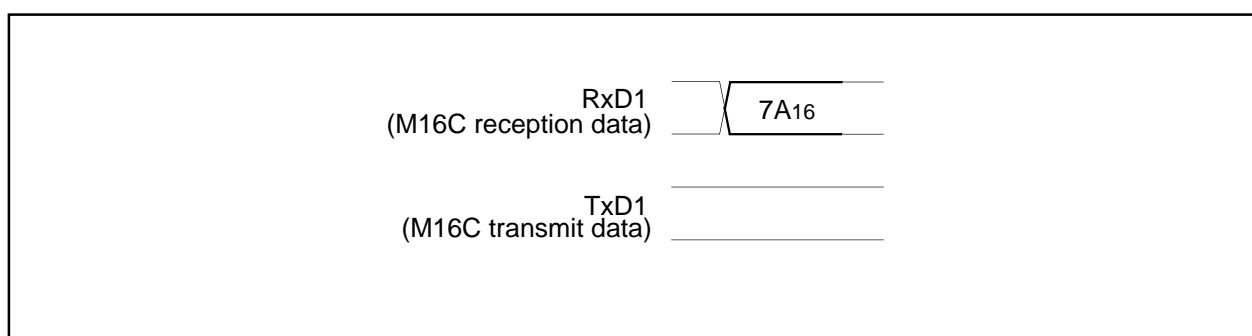 RxD1
(M16C reception data)
7A16
TxD1
(M16C transmit data)